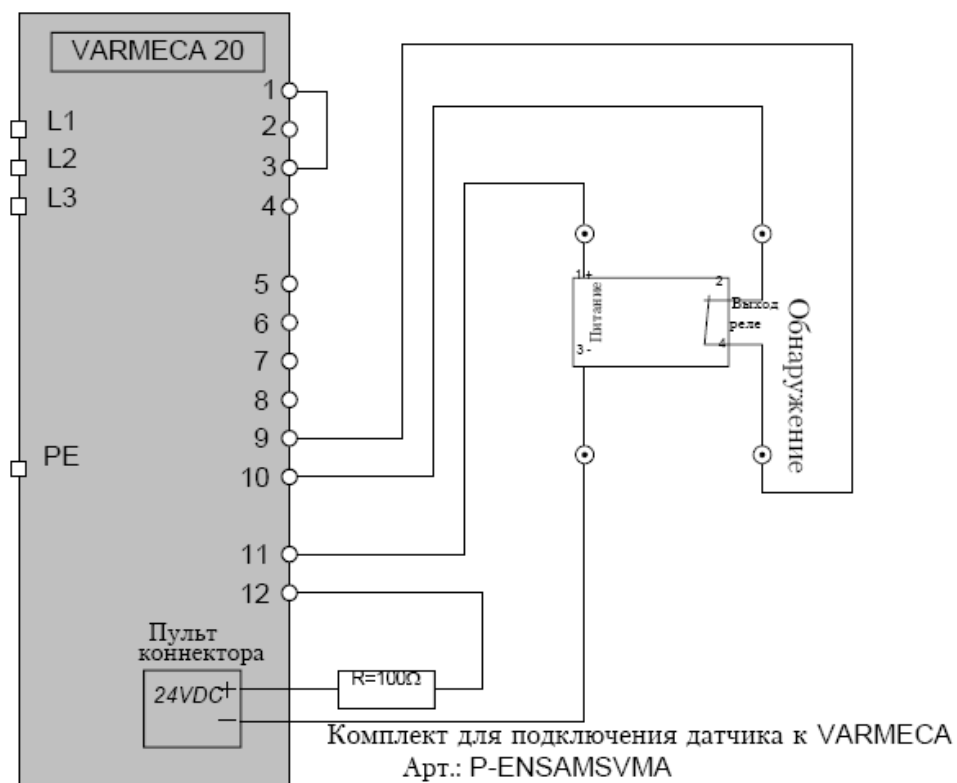 VARMECA 20
1
L1
2
L2
3
L3
4
5
6
7
8
9
PE
10
11
12
1+
Питание
3 -
2
Выход
реле
4
Обнаружение
Пульт
коннектора
24VDC
+
−
R=100Ω
Комплект для подключения датчика к VARMECA
Арт.: P-ENSAMSVMA